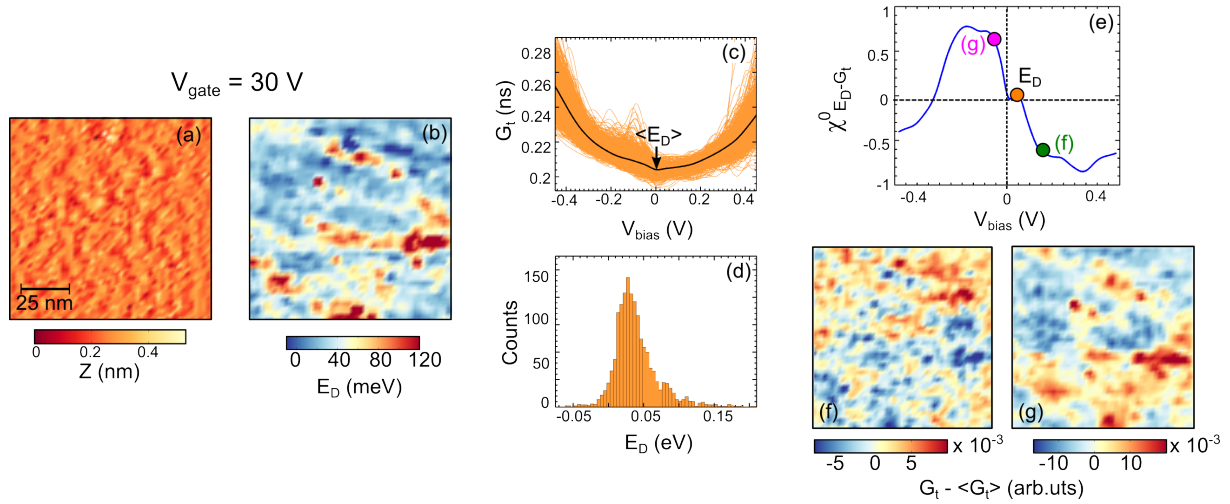 V_gate = 30 V
(a)
25 nm
0 0.2 0.4
Z (nm)
(b)
0 40 80 120
E_D (meV)
(c)
0.28
0.26
0.24
0.22
0.21
0.2
G_t (ns)
<E_D>
-0.4 -0.2 0 0.2 0.4
V_bias (V)
(d)
150
100
50
0
Counts
-0.05 0.05 0.15
E_D (eV)
(e)
1
0.5
0
-0.5
-1
χ^0 E_D-G_t
(g)
E_D
(f)
-0.4 0 0.4
V_bias (V)
(f)
(g)
-5 0 5
x 10^-3
-10 0 10
x 10^-3
G_t - <G_t> (arb.uts)